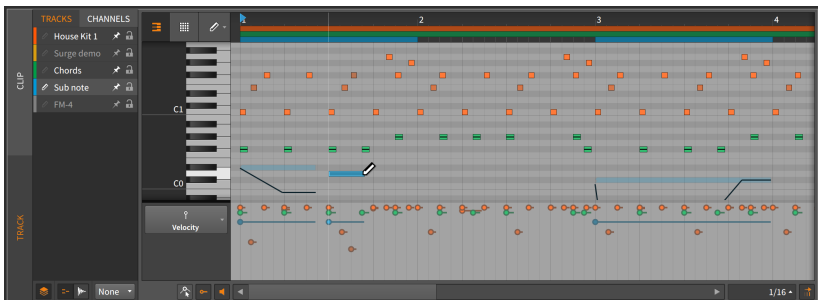 TRACKS CHANNELS
House Kit 1
Surge demo
Chords
Sub note
FM-4
CLIP
TRACK
1 2 3 4
C1
C0
Velocity
None
1/16